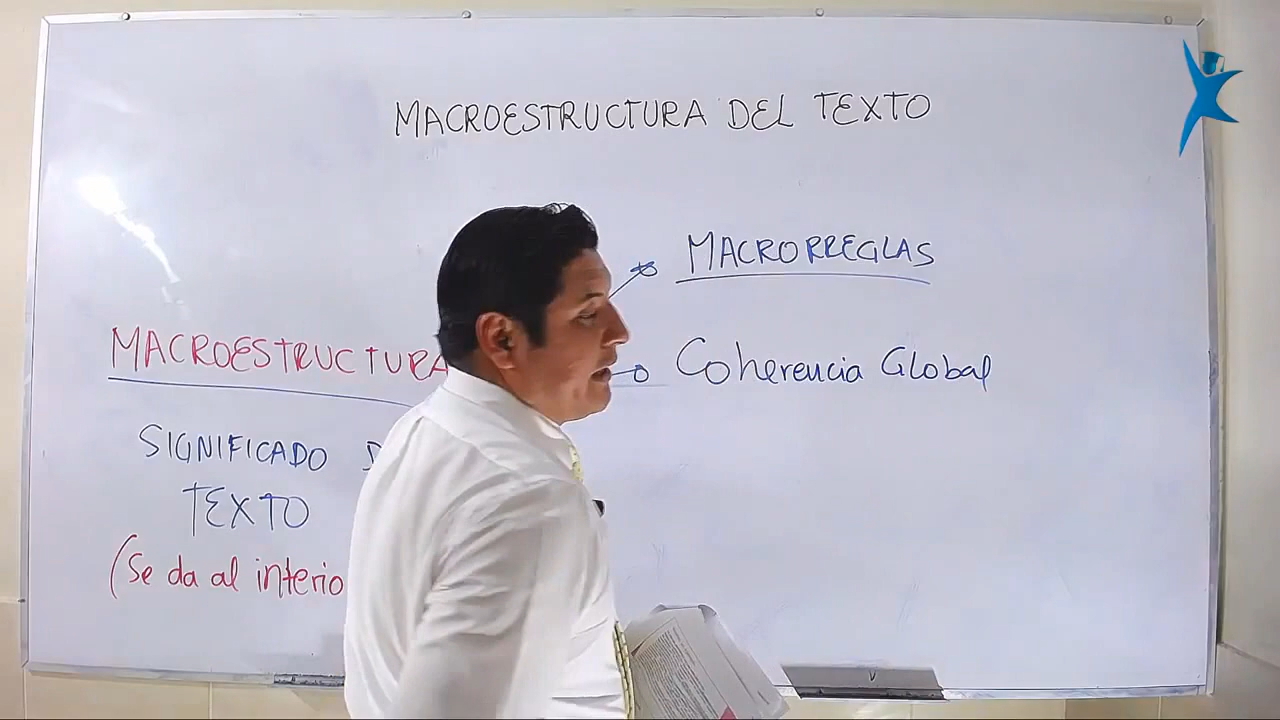 MACROESTRUCTURA DEL TEXTO
MACRORREGLAS
Coherencia Global
MACROESTRUCTURA
SIGNIFICADO
TEXTO
(Se da al interio